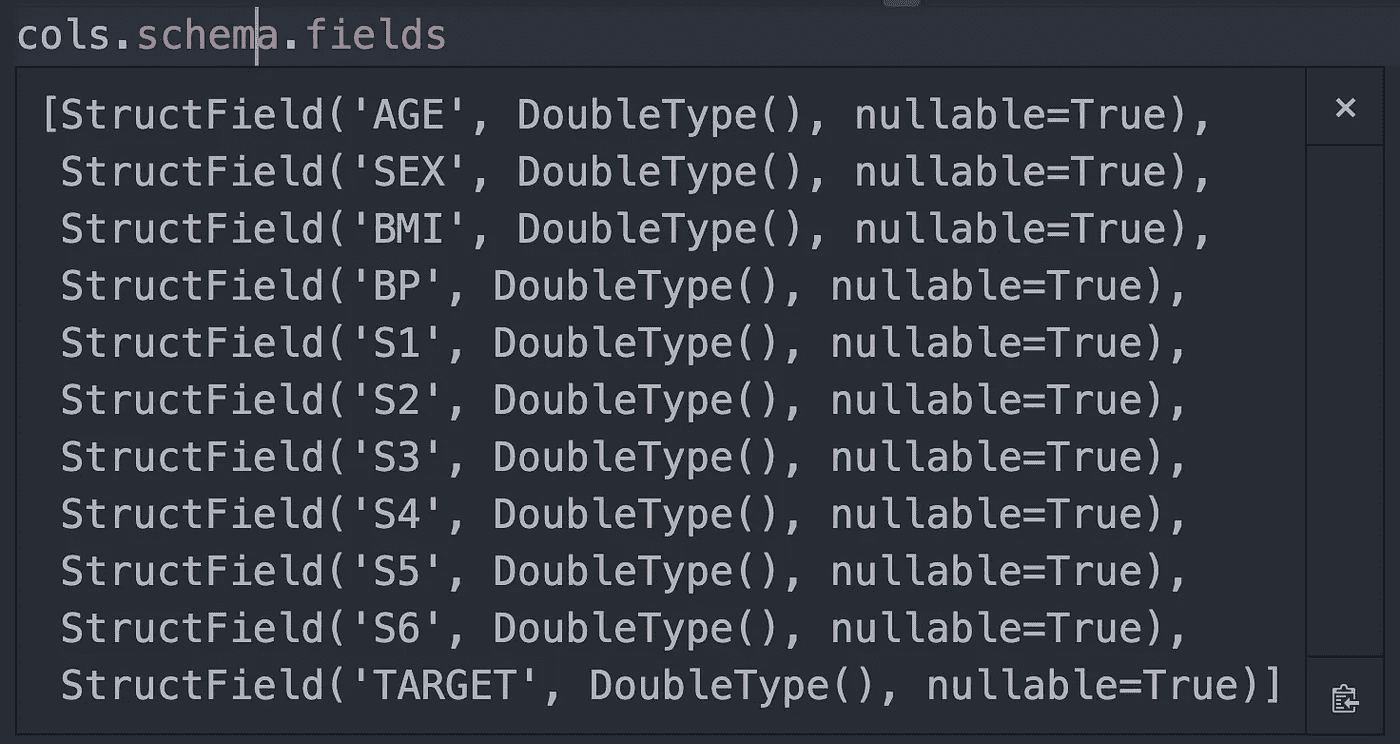 cols.schema.fields
[StructField('AGE', DoubleType(), nullable=True),
 StructField('SEX', DoubleType(), nullable=True),
 StructField('BMI', DoubleType(), nullable=True),
 StructField('BP', DoubleType(), nullable=True),
 StructField('S1', DoubleType(), nullable=True),
 StructField('S2', DoubleType(), nullable=True),
 StructField('S3', DoubleType(), nullable=True),
 StructField('S4', DoubleType(), nullable=True),
 StructField('S5', DoubleType(), nullable=True),
 StructField('S6', DoubleType(), nullable=True),
 StructField('TARGET', DoubleType(), nullable=True)]